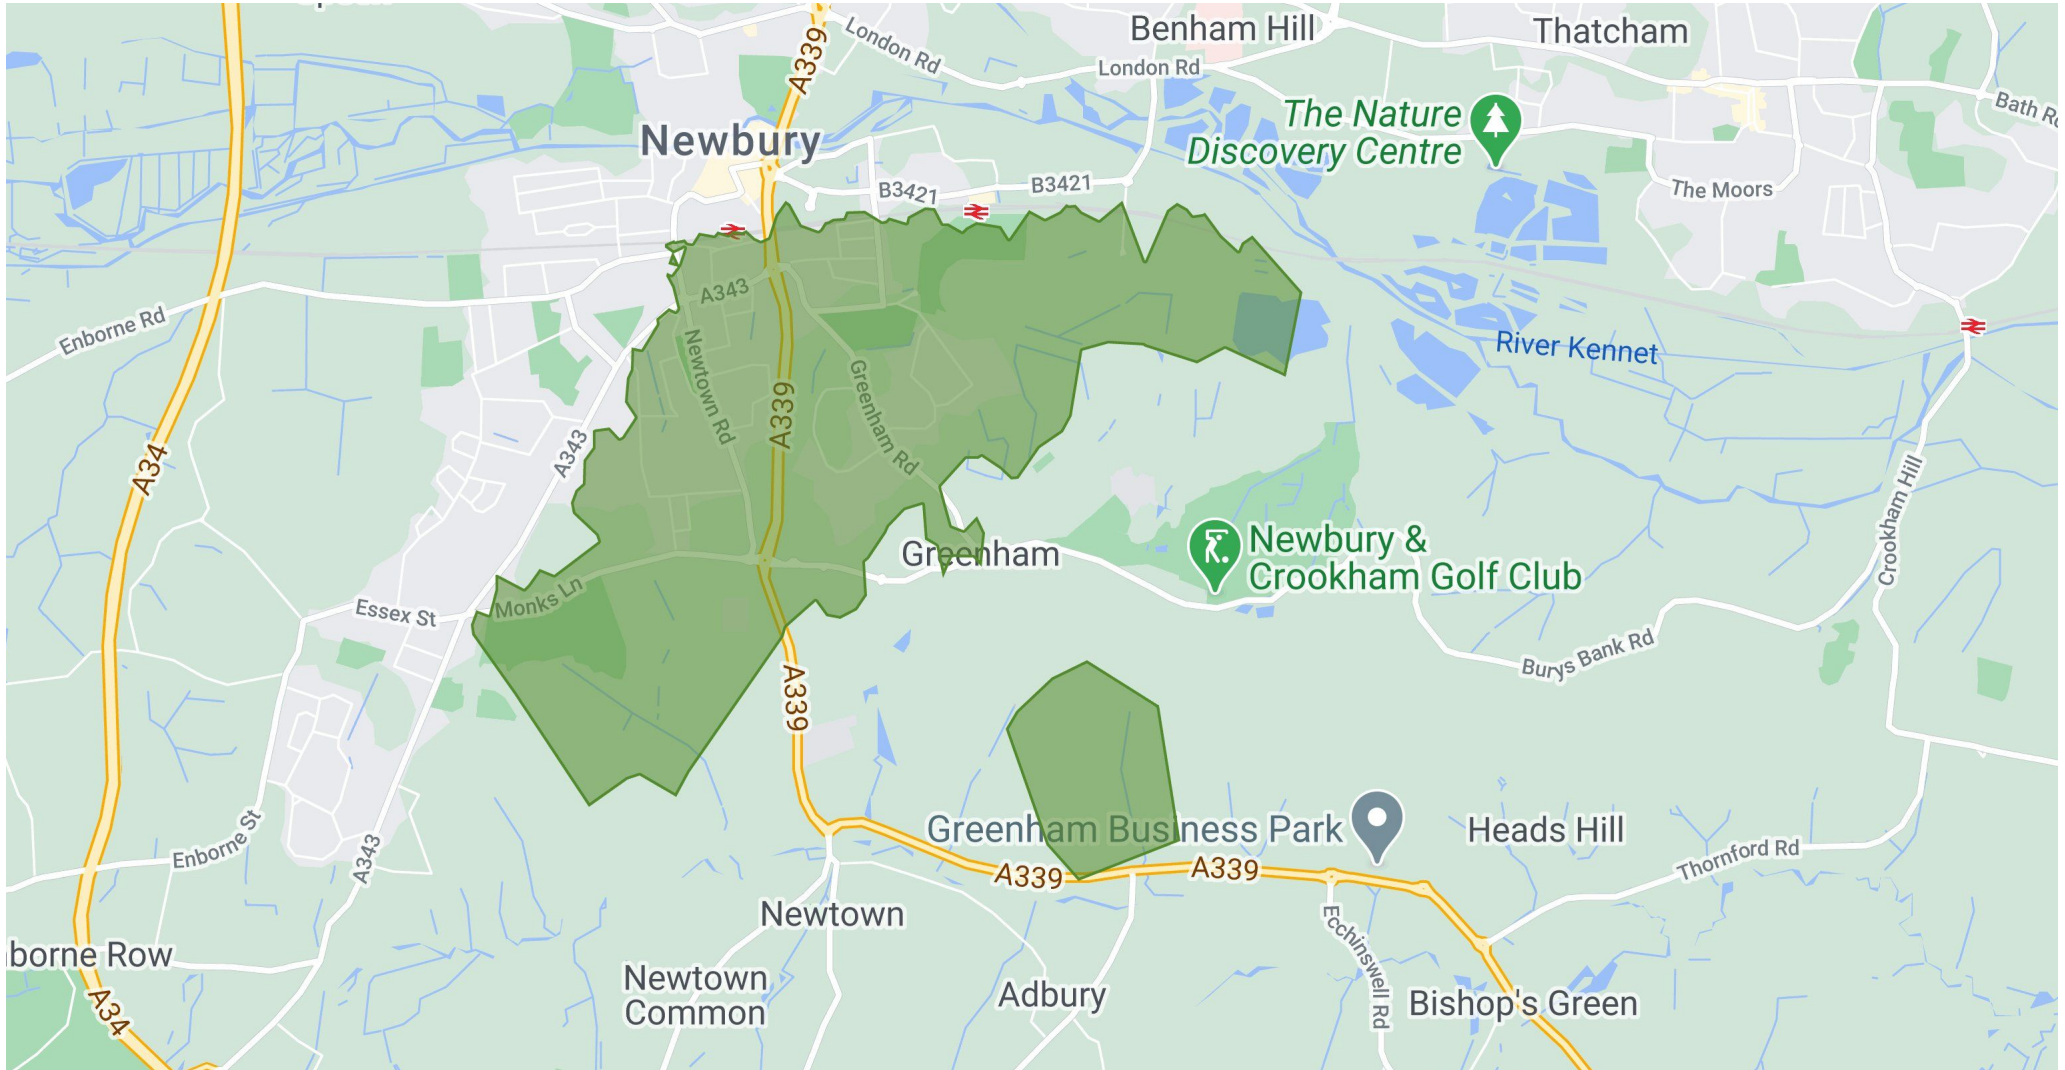 A339
London Rd
Benham Hill
Thatcham
London Rd
Bath
The Nature
Discovery Centre
Newbury
B3421
B3421
The Moors
A343
Enborne Rd
River Kennet
Newtown Rd
A339
Greenham Rd
A343
A34
Crookham Hill
Greenham
Newbury &
Crookham Golf Club
Monks Ln
Essex St
Burys Bank Rd
A339
Enborne St
A343
Greenham Business Park
Heads Hill
Thornford Rd
A339
A339
Newtown
Ecchinswell Rd
borne Row
Newtown
Common
Adbury
Bishop's Green
A34